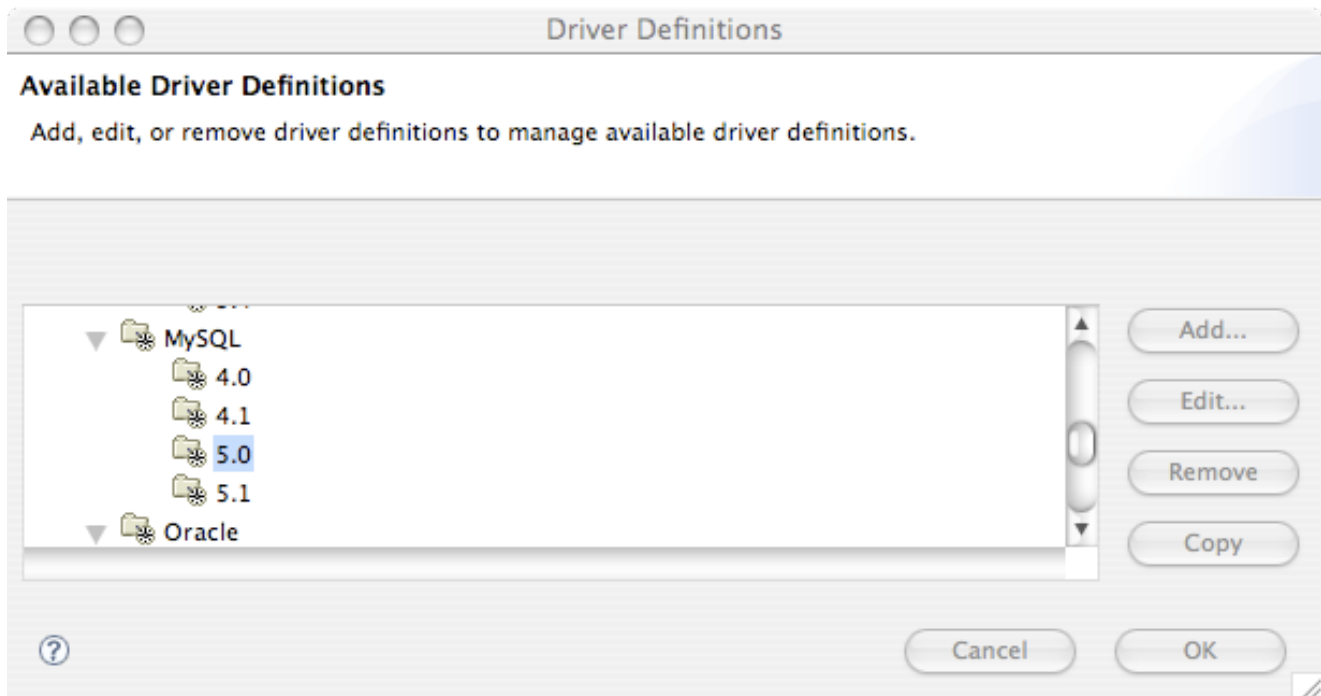 Driver Definitions
Available Driver Definitions
Add, edit, or remove driver definitions to manage available driver definitions.
MySQL
4.0
4.1
5.0
5.1
Oracle
Add...
Edit...
Remove
Copy
?
Cancel
OK